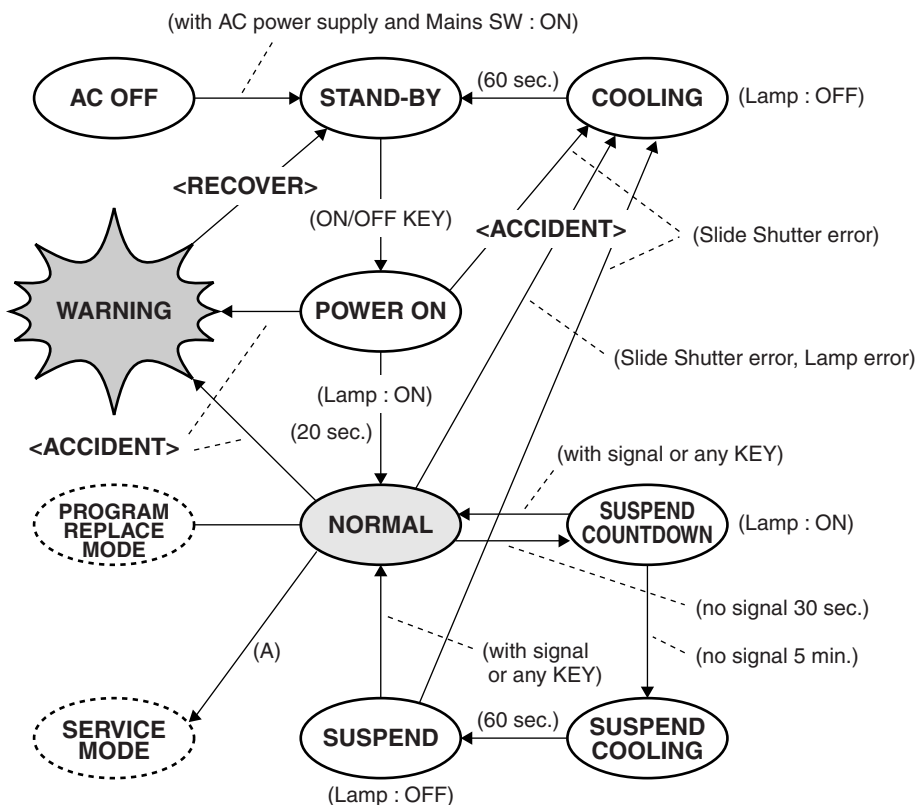 (with AC power supply and Mains SW : ON)
AC OFF
STAND-BY
(60 sec.)
COOLING
(Lamp : OFF)
<RECOVER>
(ON/OFF KEY)
<ACCIDENT>
(Slide Shutter error)
WARNING
POWER ON
(Slide Shutter error, Lamp error)
(Lamp : ON)
(20 sec.)
<ACCIDENT>
(with signal or any KEY)
PROGRAM
REPLACE
MODE
NORMAL
SUSPEND
COUNTDOWN
(Lamp : ON)
(no signal 30 sec.)
(A)
(with signal
or any KEY)
(no signal 5 min.)
SERVICE
MODE
SUSPEND
(60 sec.)
SUSPEND
COOLING
(Lamp : OFF)